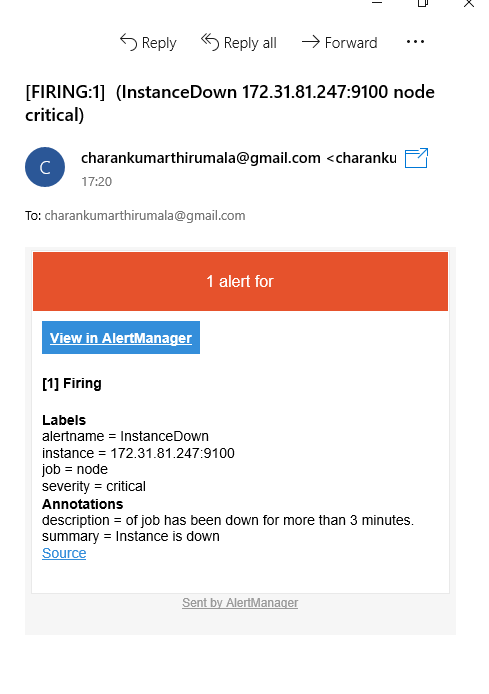 Reply Reply all Forward
[FIRING:1] (InstanceDown 172.31.81.247:9100 node
critical)
C
charankumarthirumala@gmail.com <charanku
17:20
To: charankumarthirumala@gmail.com
1 alert for
View in AlertManager
[1] Firing
Labels
alertname = InstanceDown
instance = 172.31.81.247:9100
job = node
severity = critical
Annotations
description = of job has been down for more than 3 minutes.
summary = Instance is down
Source
Sent by AlertManager